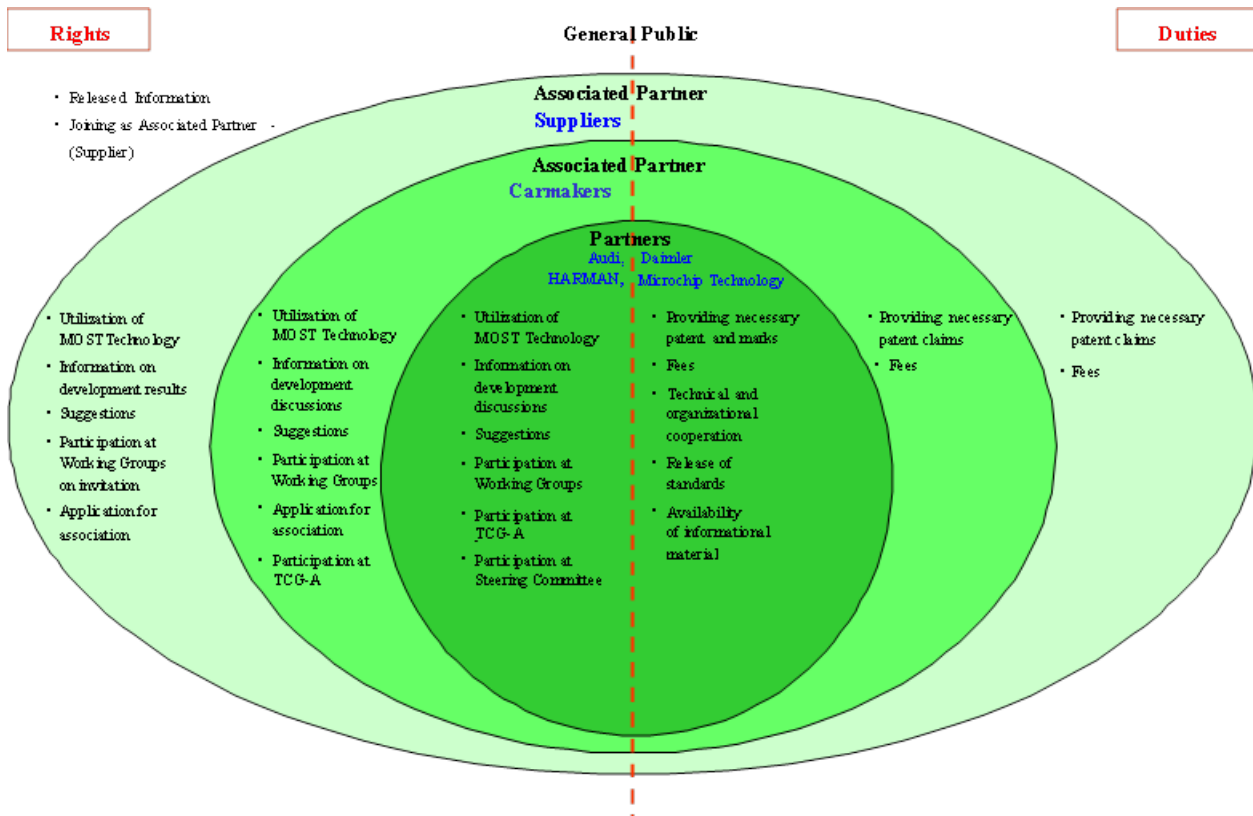 Rights
General Public
Duties
• Released Information
• Joining as Associated Partner -
(Supplier)
Associated Partner
Suppliers
Associated Partner
Carmakers
Partners
Audi, Daimler
HARMAN, Microchip Technology
• Utilization of
MOST Technology
• Information on
development results
• Suggestions
• Participation at
Working Groups
on invitation
• Application for
association
• Utilization of
MOST Technology
• Information on
development
discussions
• Suggestions
• Participation at
Working Groups
• Application for
association
• Participation at
TCG-A
• Utilization of
MOST Technology
• Information on
development
discussions
• Suggestions
• Participation at
Working Groups
• Participation at
TCG-A
• Participation at
Steering Committee
• Providing necessary
patent and marks
• Fees
• Technical and
organizational
cooperation
• Release of
standards
• Availability
of informational
material
• Providing necessary
patent claims
• Fees
• Providing necessary
patent claims
• Fees